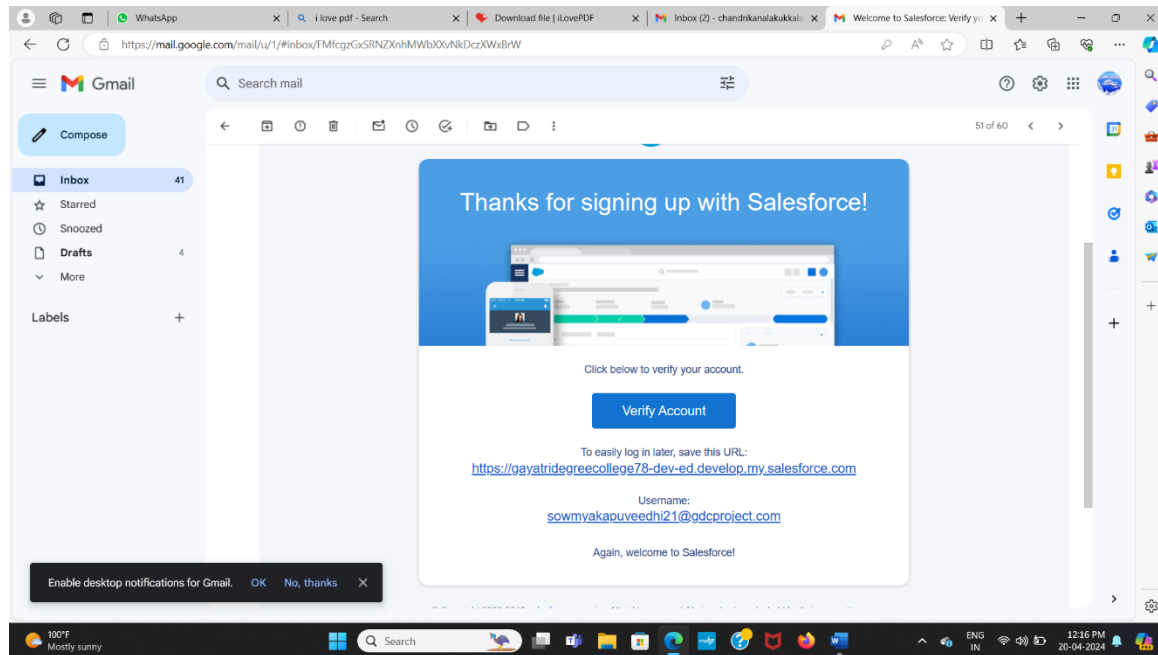 WhatsApp
i love pdf - Search
Download file | iLovePDF
Inbox (2) - chandrikanalakukkala
Welcome to Salesforce: Verify yo
https://mail.google.com/mail/u/1/#inbox/FMfcgzGxSRNZXnhMWbXXvNkDczXWxBrW
Gmail
Search mail
Compose
51 of 60
Inbox 41
Starred
Snoozed
Drafts 4
More
Labels
Thanks for signing up with Salesforce!
Click below to verify your account.
Verify Account
To easily log in later, save this URL:
https://gayatridegreecollege78-dev-ed.develop.my.salesforce.com
Username:
sowmyakapuveedhi21@gdcproject.com
Again, welcome to Salesforce!
Enable desktop notifications for Gmail. OK No, thanks
100°F
Mostly sunny
Search
ENG
IN
12:16 PM
20-04-2024